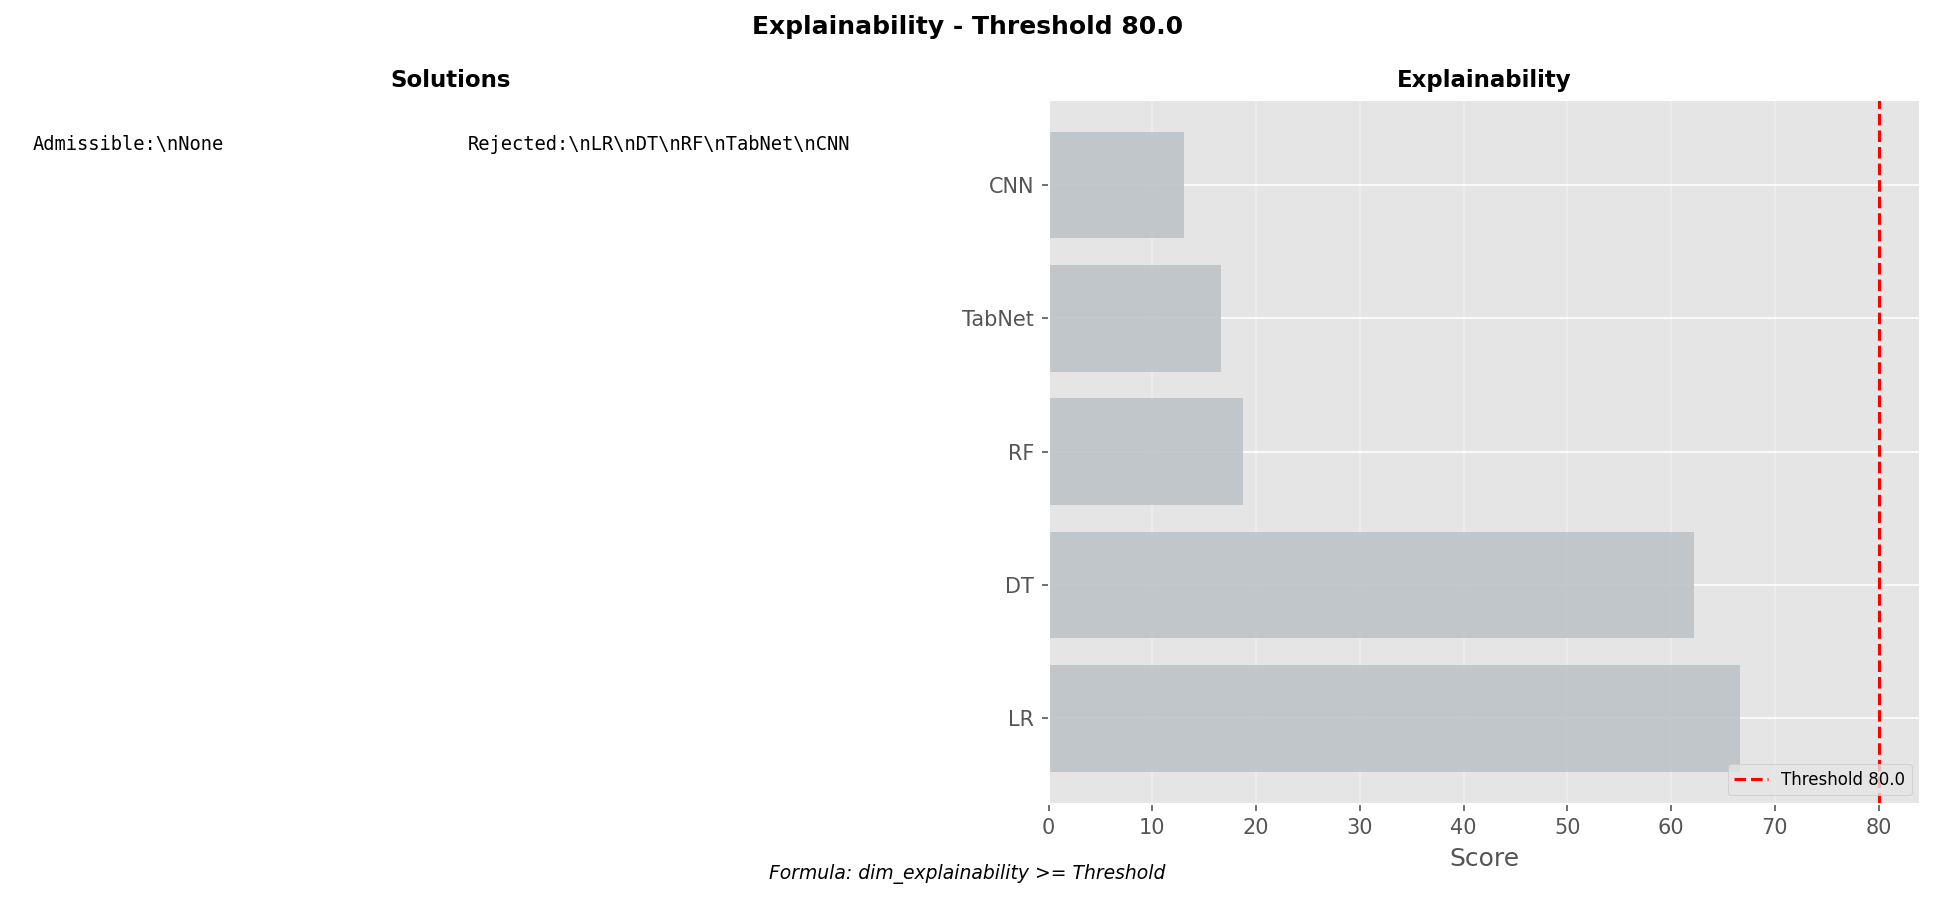 Explainability - Threshold 80.0
Solutions
Admissible:\nNone
Rejected:\nLR\nDT\nRF\nTabNet\nCNN
Explainability
CNN
TabNet
RF
DT
LR
Threshold 80.0
0 10 20 30 40 50 60 70 80
Score
Formula: dim_explainability >= Threshold